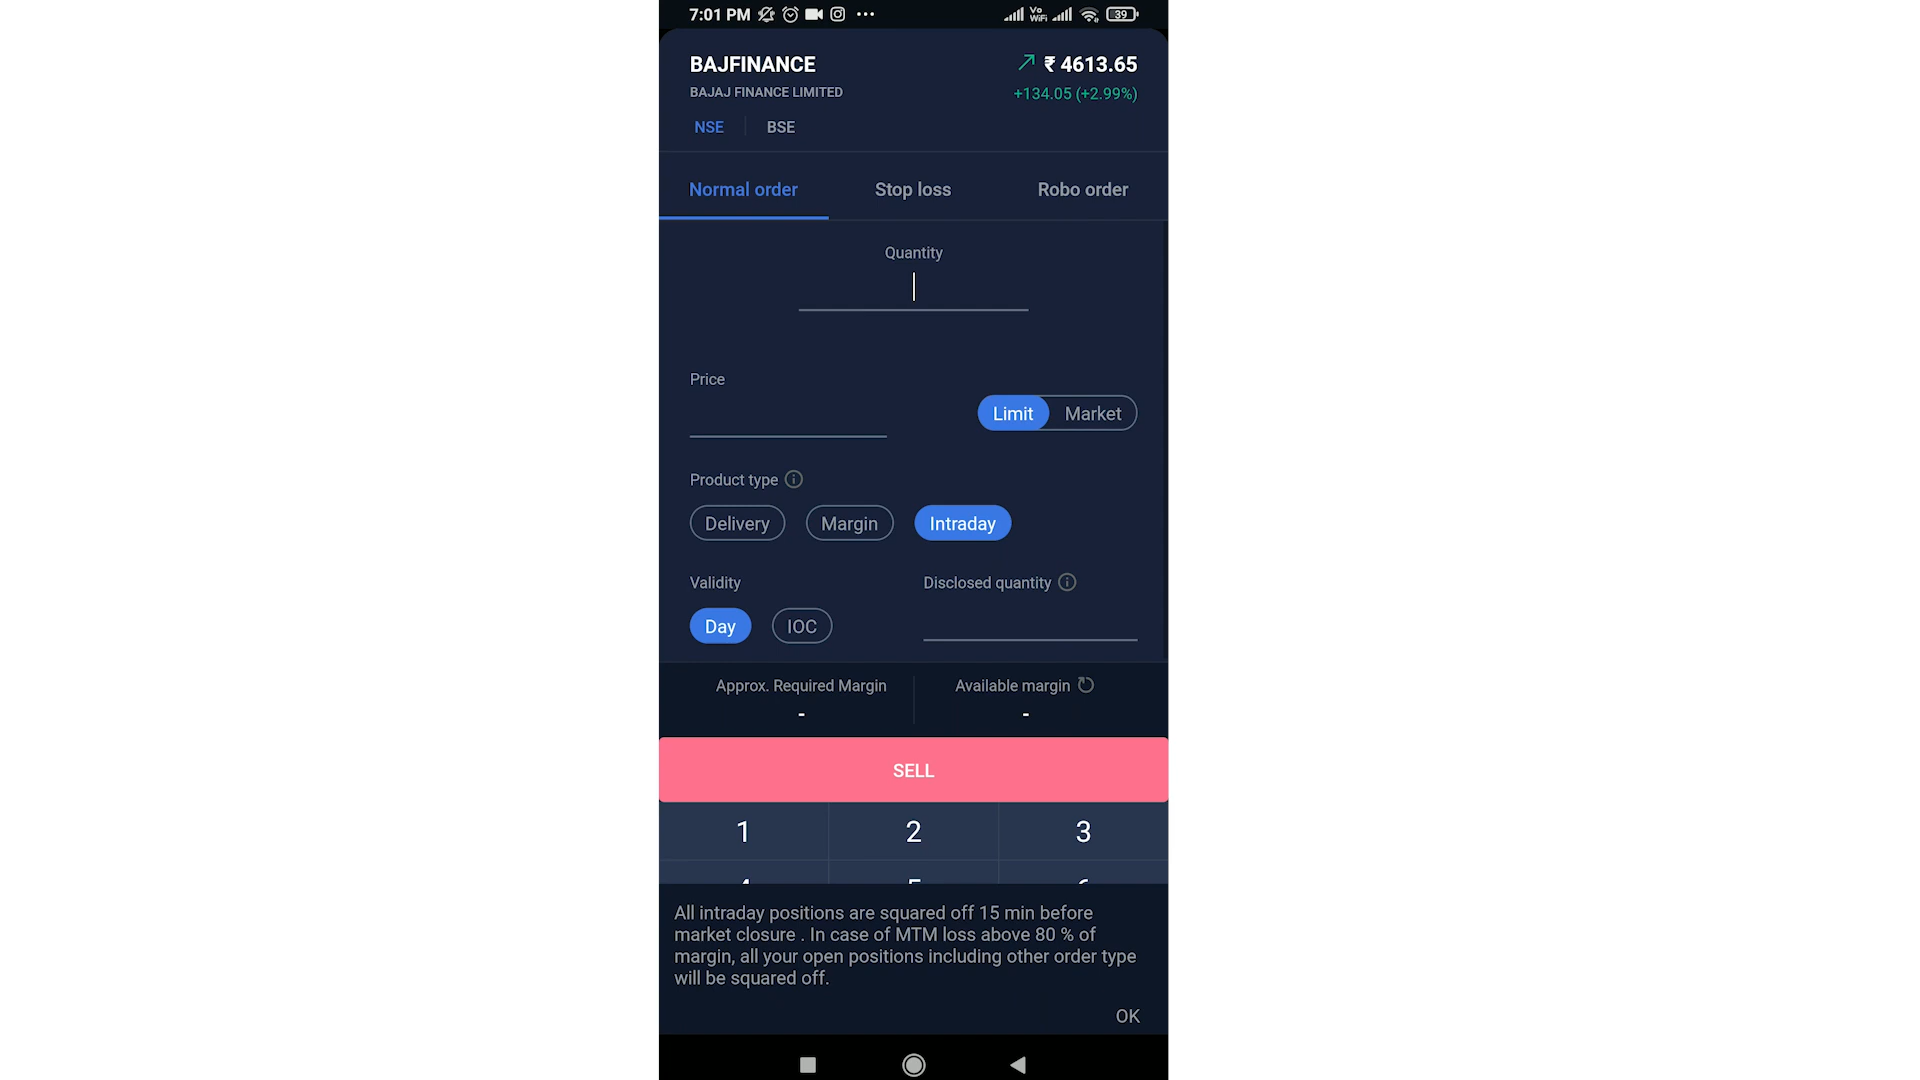 7:01 PM Vo WiFi 39
BAJFINANCE ₹ 4613.65
BAJAJ FINANCE LIMITED +134.05 (+2.99%)
NSE BSE
Normal order Stop loss Robo order
Quantity
Price
Limit Market
Product type
Delivery Margin Intraday
Validity Disclosed quantity
Day IOC
Approx. Required Margin Available margin
- -
SELL
1 2 3
All intraday positions are squared off 15 min before
market closure . In case of MTM loss above 80 % of
margin, all your open positions including other order type
will be squared off.
OK